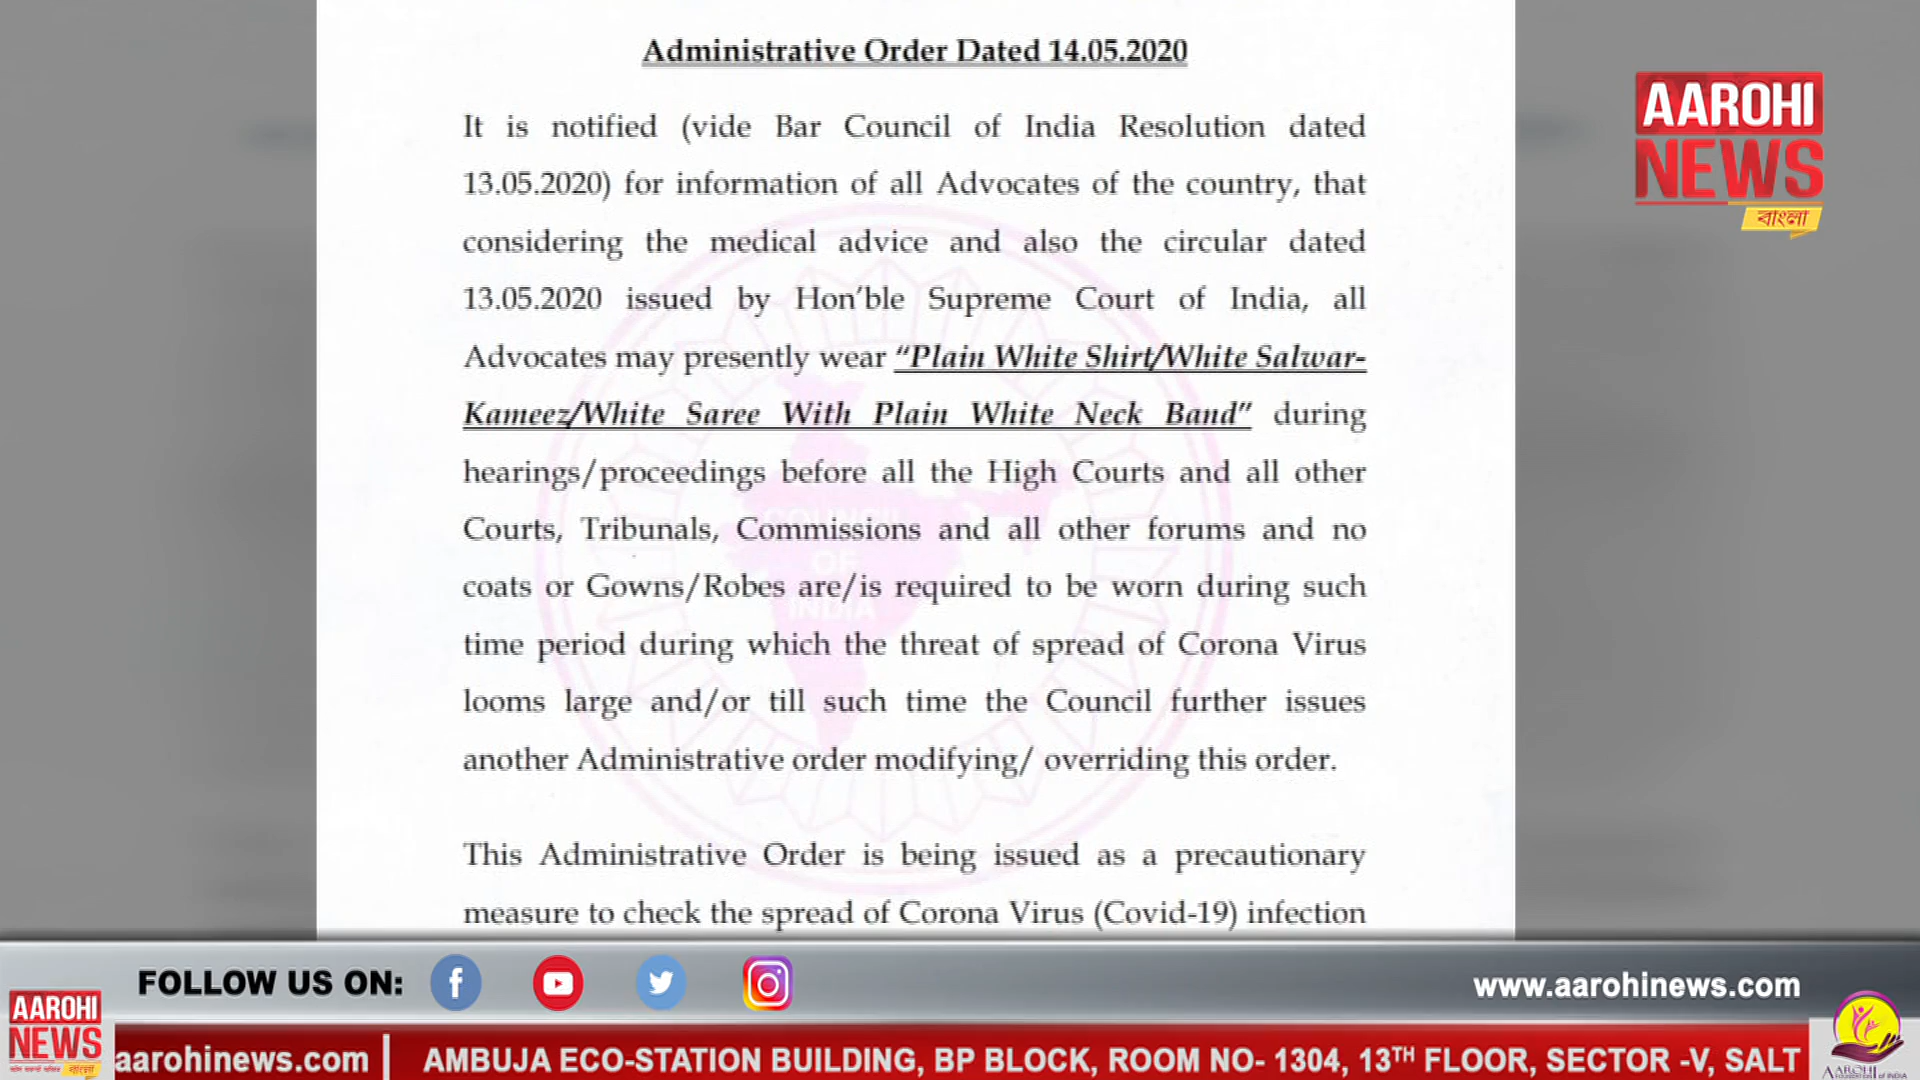 Administrative Order Dated 14.05.2020
AAROHI
NEWS
বাংলা
It is notified (vide Bar Council of India Resolution dated
13.05.2020) for information of all Advocates of the country, that
considering the medical advice and also the circular dated
13.05.2020 issued by Hon’ble Supreme Court of India, all
Advocates may presently wear “Plain White Shirt/White Salwar-
Kameez/White Saree With Plain White Neck Band” during
hearings/proceedings before all the High Courts and all other
Courts, Tribunals, Commissions and all other forums and no
coats or Gowns/Robes are/is required to be worn during such
time period during which the threat of spread of Corona Virus
looms large and/or till such time the Council further issues
another Administrative order modifying/ overriding this order.
COUNCIL
OF
INDIA
This Administrative Order is being issued as a precautionary
measure to check the spread of Corona Virus (Covid-19) infection
FOLLOW US ON:
www.aarohinews.com
AAROHI
NEWS
বাংলা
aarohinews.com | AMBUJA ECO-STATION BUILDING, BP BLOCK, ROOM NO- 1304, 13TH FLOOR, SECTOR -V, SALT
AAROHI
FOUNDATION of INDIA